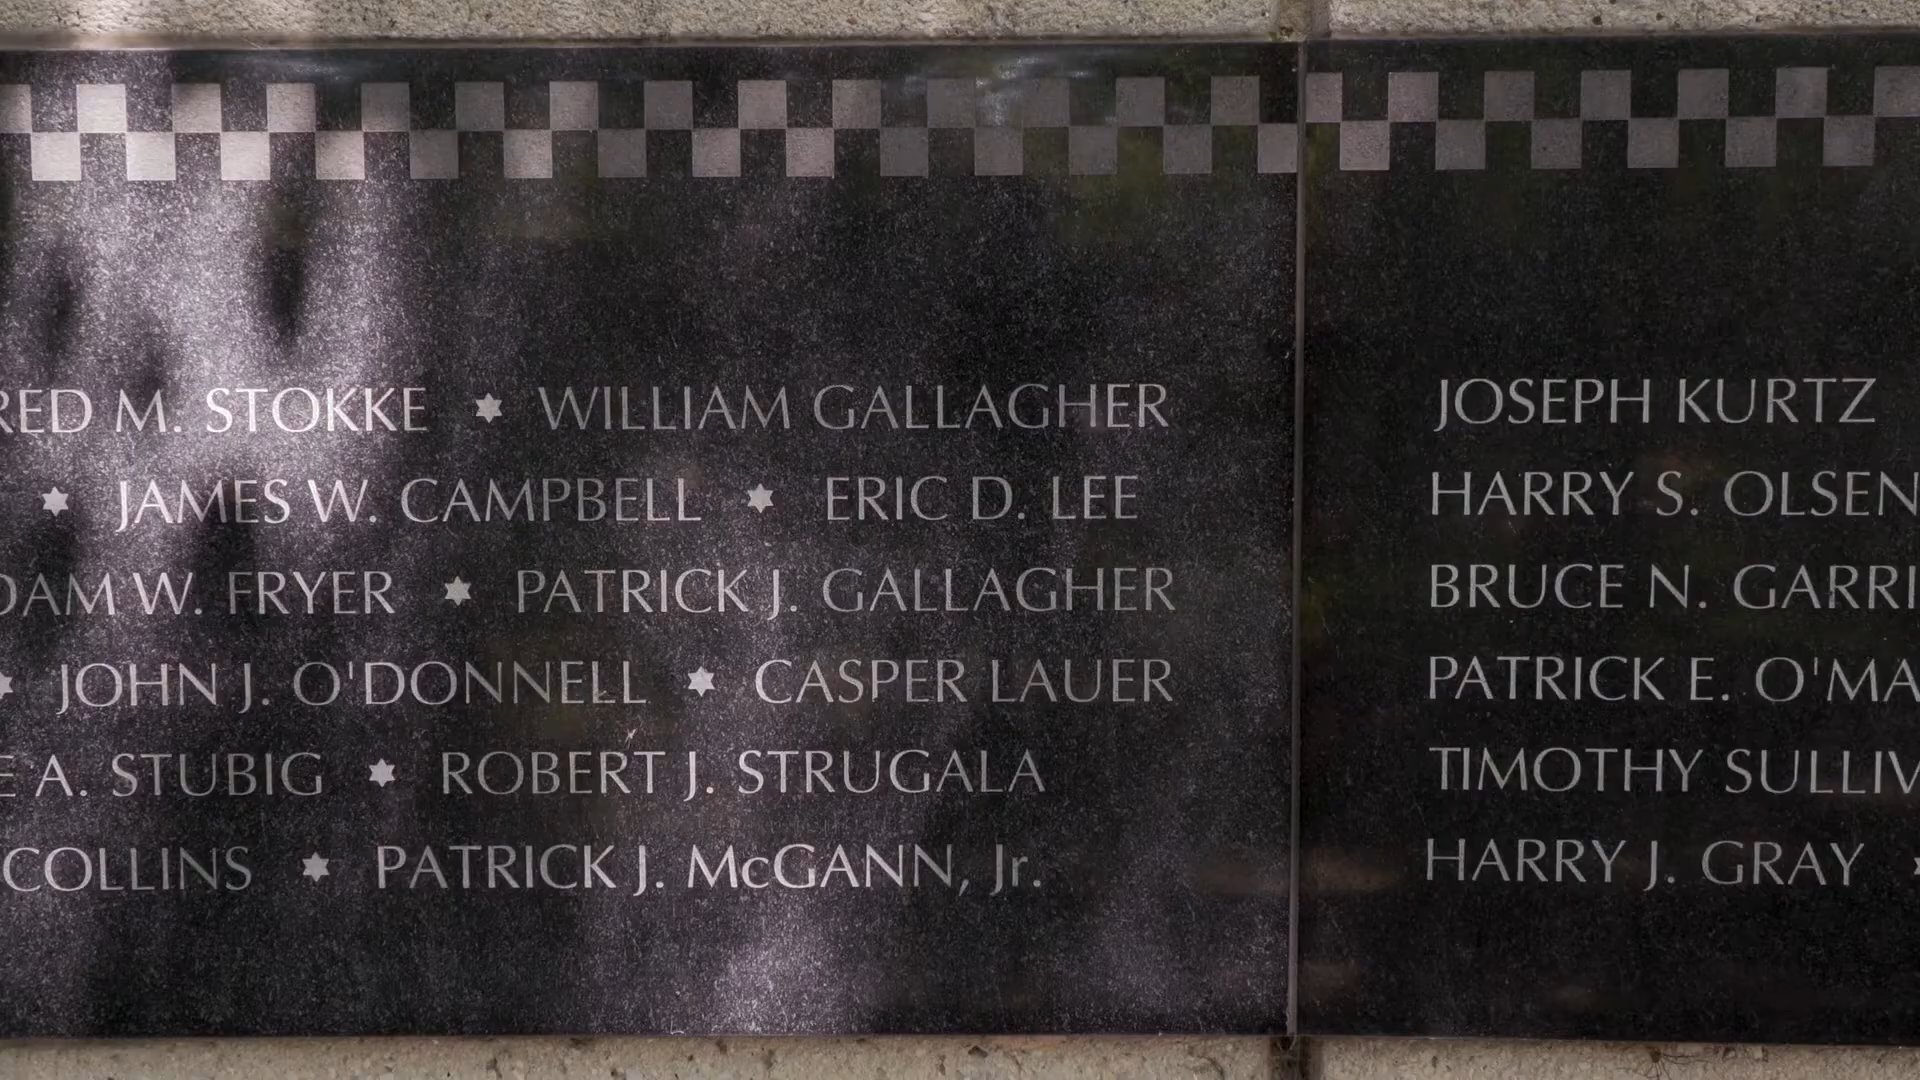 RED M. STOKKE ✶ WILLIAM GALLAGHER
✶ JAMES W. CAMPBELL ✶ ERIC D. LEE
DAM W. FRYER ✶ PATRICK J. GALLAGHER
✶ JOHN J. O'DONNELL ✶ CASPER LAUER
E A. STUBIG ✶ ROBERT J. STRUGALA
COLLINS ✶ PATRICK J. McGANN, Jr.
JOSEPH KURTZ
HARRY S. OLSEN
BRUCE N. GARRI
PATRICK E. O'MA
TIMOTHY SULLIV
HARRY J. GRAY ✶